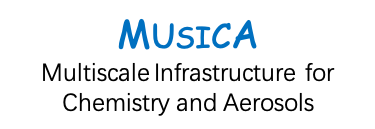 MUSICA
Multiscale Infrastructure for
Chemistry and Aerosols